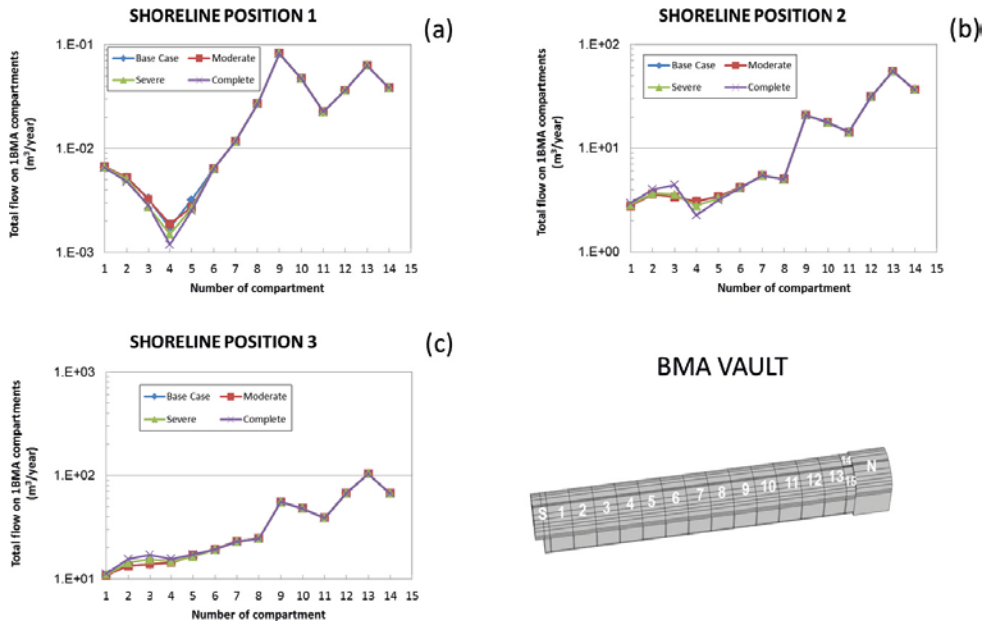 SHORELINE POSITION 1
(a)
Total flow on 1BMA compartments
(m³/year)
1.E-01
1.E-02
1.E-03
Base Case
Moderate
Severe
Complete
1 2 3 4 5 6 7 8 9 10 11 12 13 14 15
Number of compartment
SHORELINE POSITION 2
(b)
Total flow on 1BMA compartments
(m³/year)
1.E+02
1.E+01
1.E+00
Base Case
Moderate
Severe
Complete
1 2 3 4 5 6 7 8 9 10 11 12 13 14 15
Number of compartment
SHORELINE POSITION 3
(c)
Total flow on 1BMA compartments
(m³/year)
1.E+03
1.E+02
1.E+01
Base Case
Moderate
Severe
Complete
1 2 3 4 5 6 7 8 9 10 11 12 13 14 15
Number of compartment
BMA VAULT
S 1 2 3 4 5 6 7 8 9 10 11 12 13 14 15 N